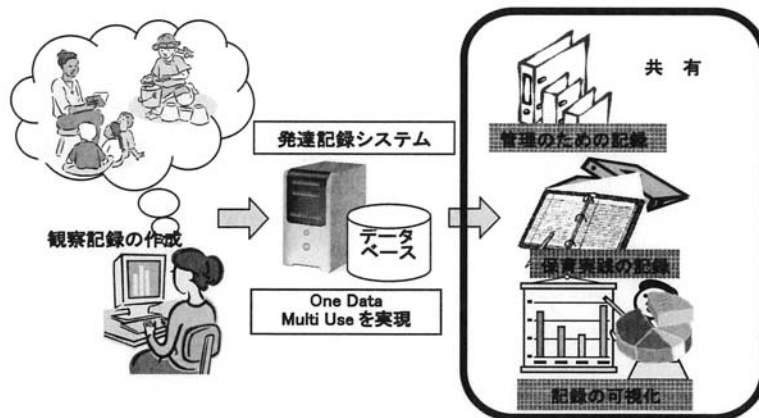 観察記録の作成
発達記録システム
データ
ベース
One Data
Multi Use を実現
共 有
管理のための記録
保育実践の記録
記録の可視化